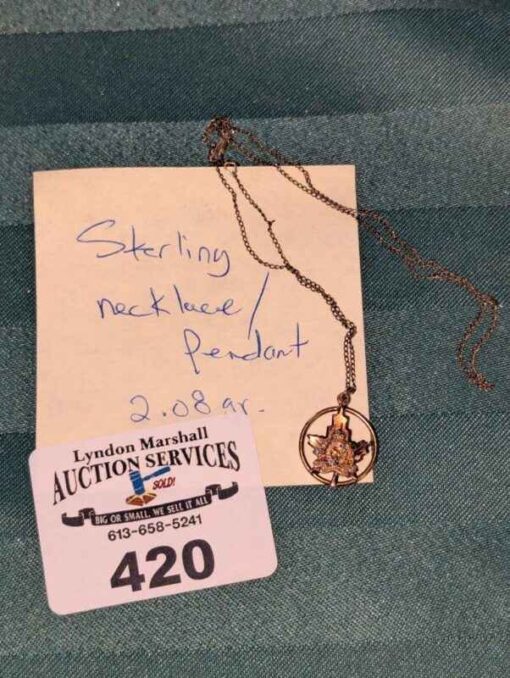 Sterling
necklace/
Pendant
2.08 gr.
Lyndon Marshall
AUCTION SERVICES
SOLD!
BIG OR SMALL, WE SELL IT ALL
613-658-5241
420